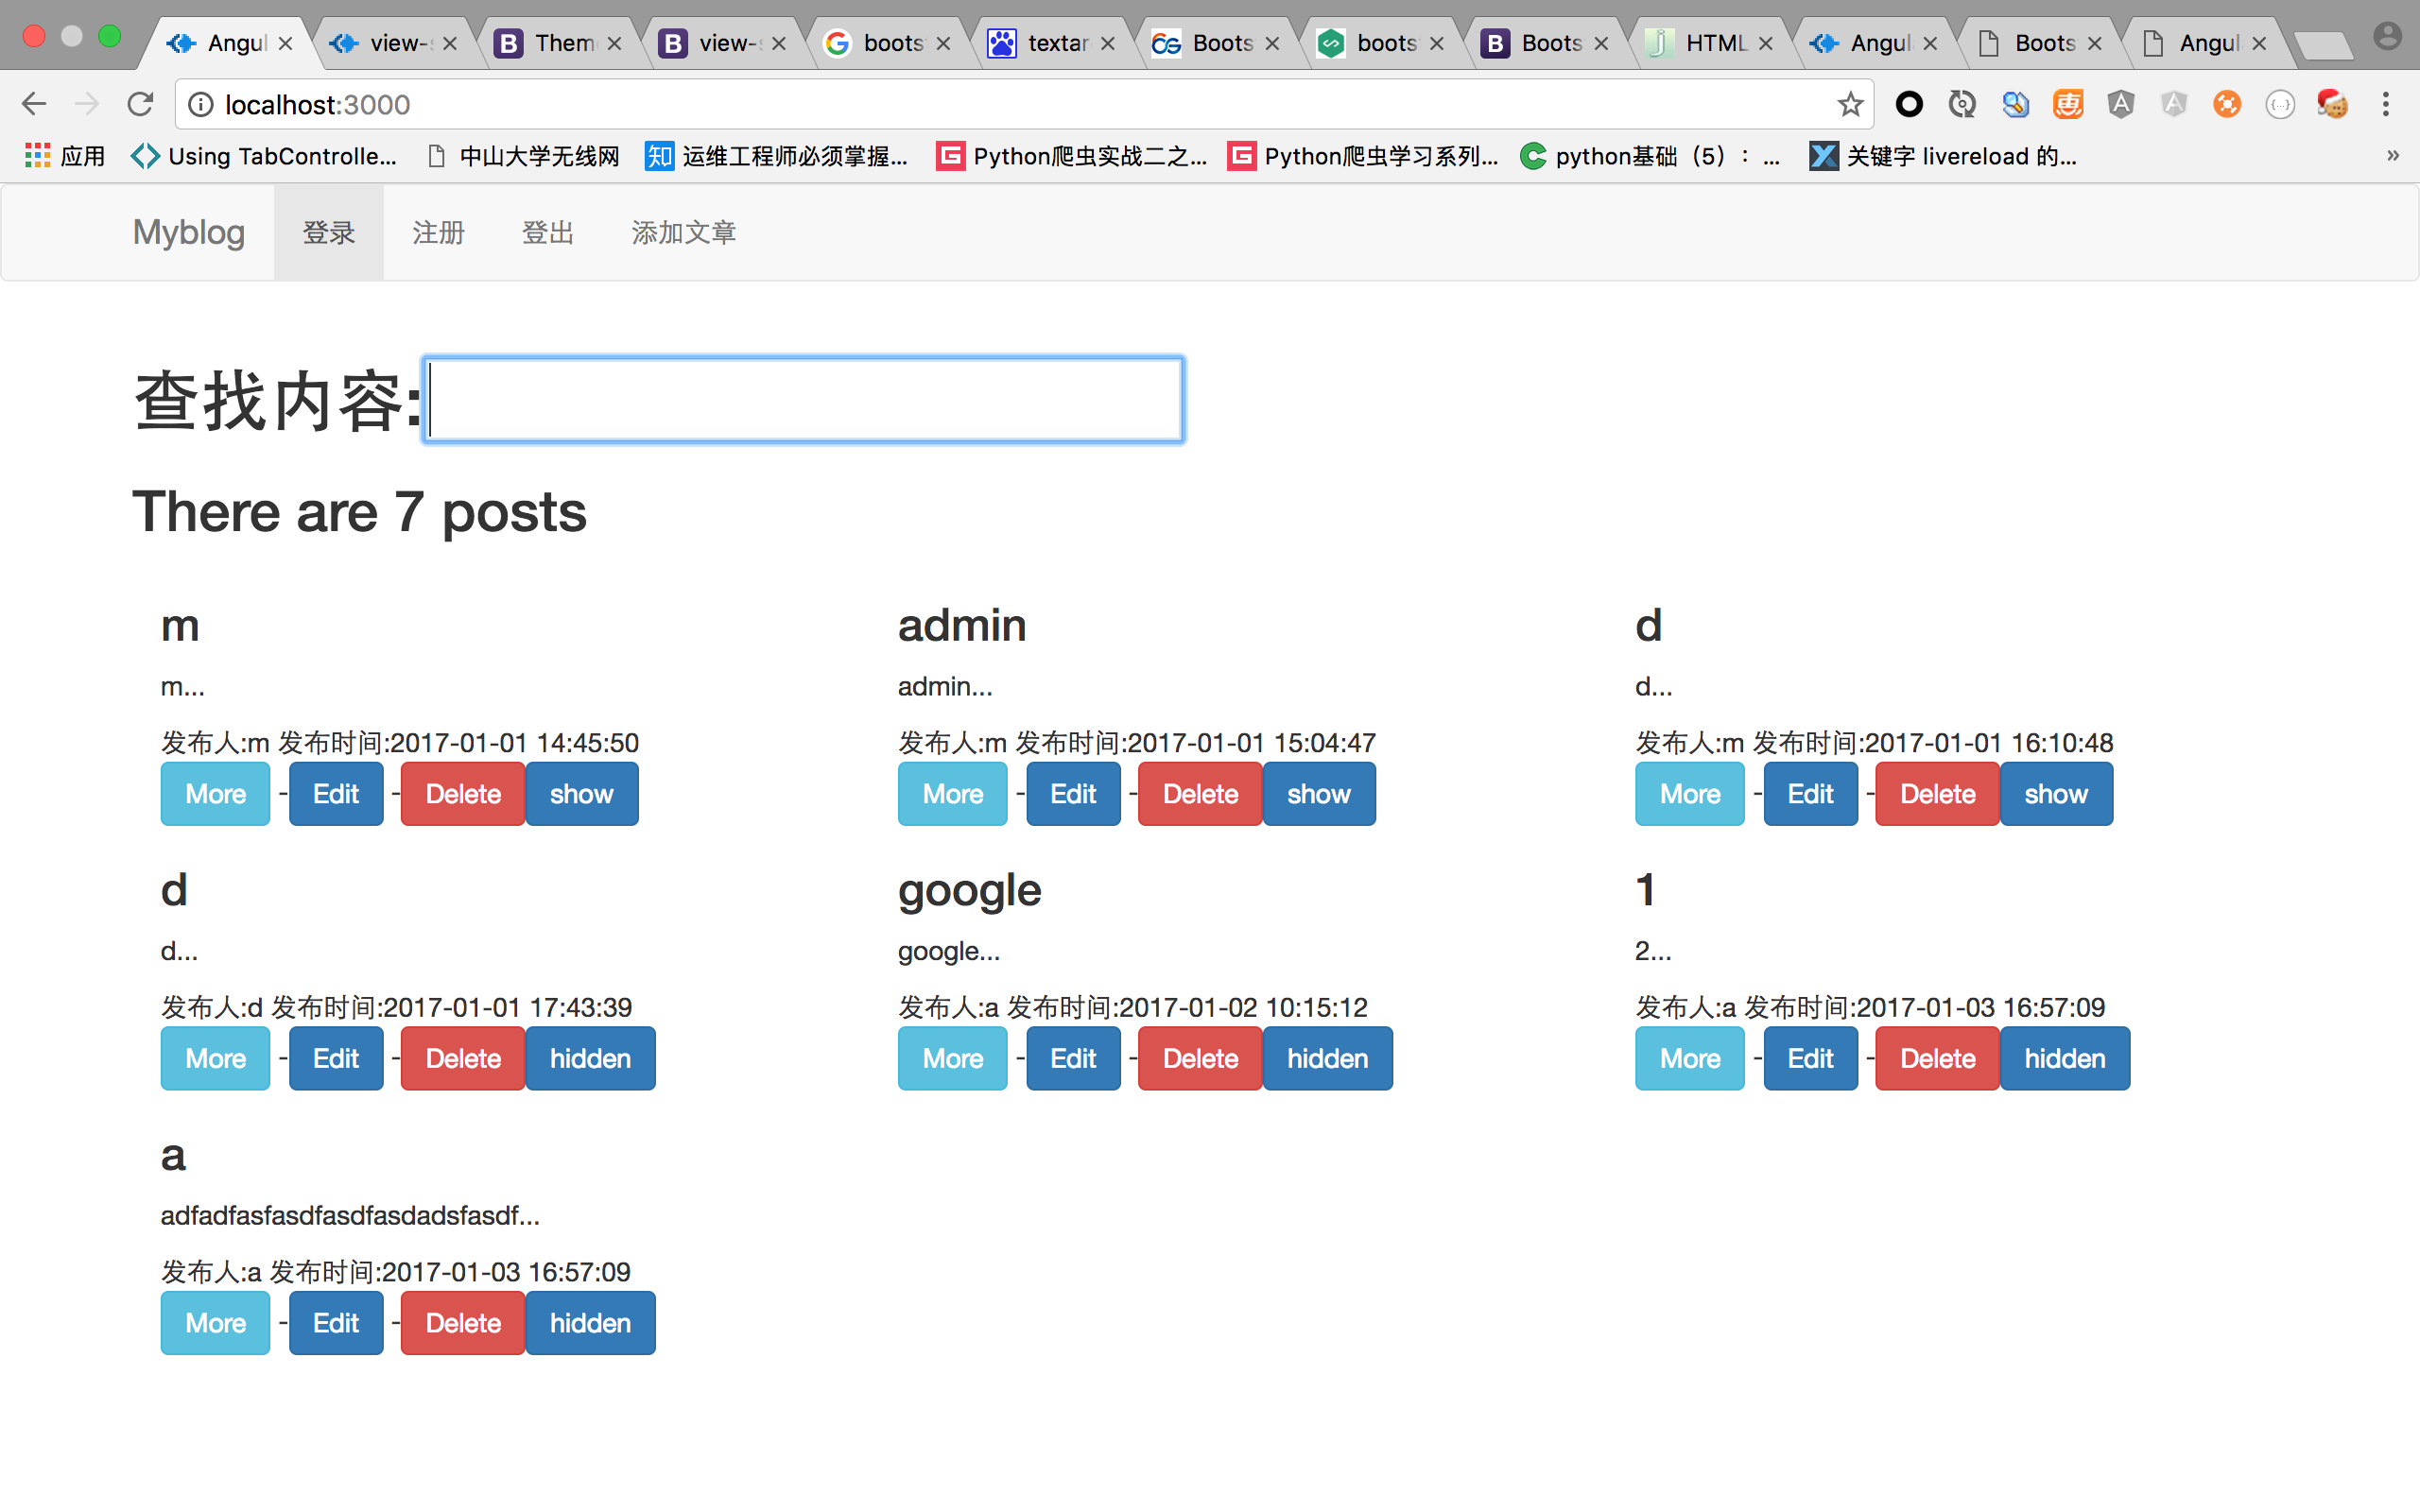 Angul view-s Them view-s boots textar Boots boots Boots HTML Angul Boots Angul
localhost:3000
应用 Using TabControlle... 中山大学无线网 知 运维工程师必须掌握... Python爬虫实战二之... Python爬虫学习系列... python基础（5）：... 关键字 livereload 的... »
Myblog 登录 注册 登出 添加文章
查找内容:
There are 7 posts
m admin d
m... admin... d...
发布人:m 发布时间:2017-01-01 14:45:50 发布人:m 发布时间:2017-01-01 15:04:47 发布人:m 发布时间:2017-01-01 16:10:48
More - Edit - Delete show More - Edit - Delete show More - Edit - Delete show
d google 1
d... google... 2...
发布人:d 发布时间:2017-01-01 17:43:39 发布人:a 发布时间:2017-01-02 10:15:12 发布人:a 发布时间:2017-01-03 16:57:09
More - Edit - Delete hidden More - Edit - Delete hidden More - Edit - Delete hidden
a
adfadfasfasdfasdfasdadsfasdf...
发布人:a 发布时间:2017-01-03 16:57:09
More - Edit - Delete hidden